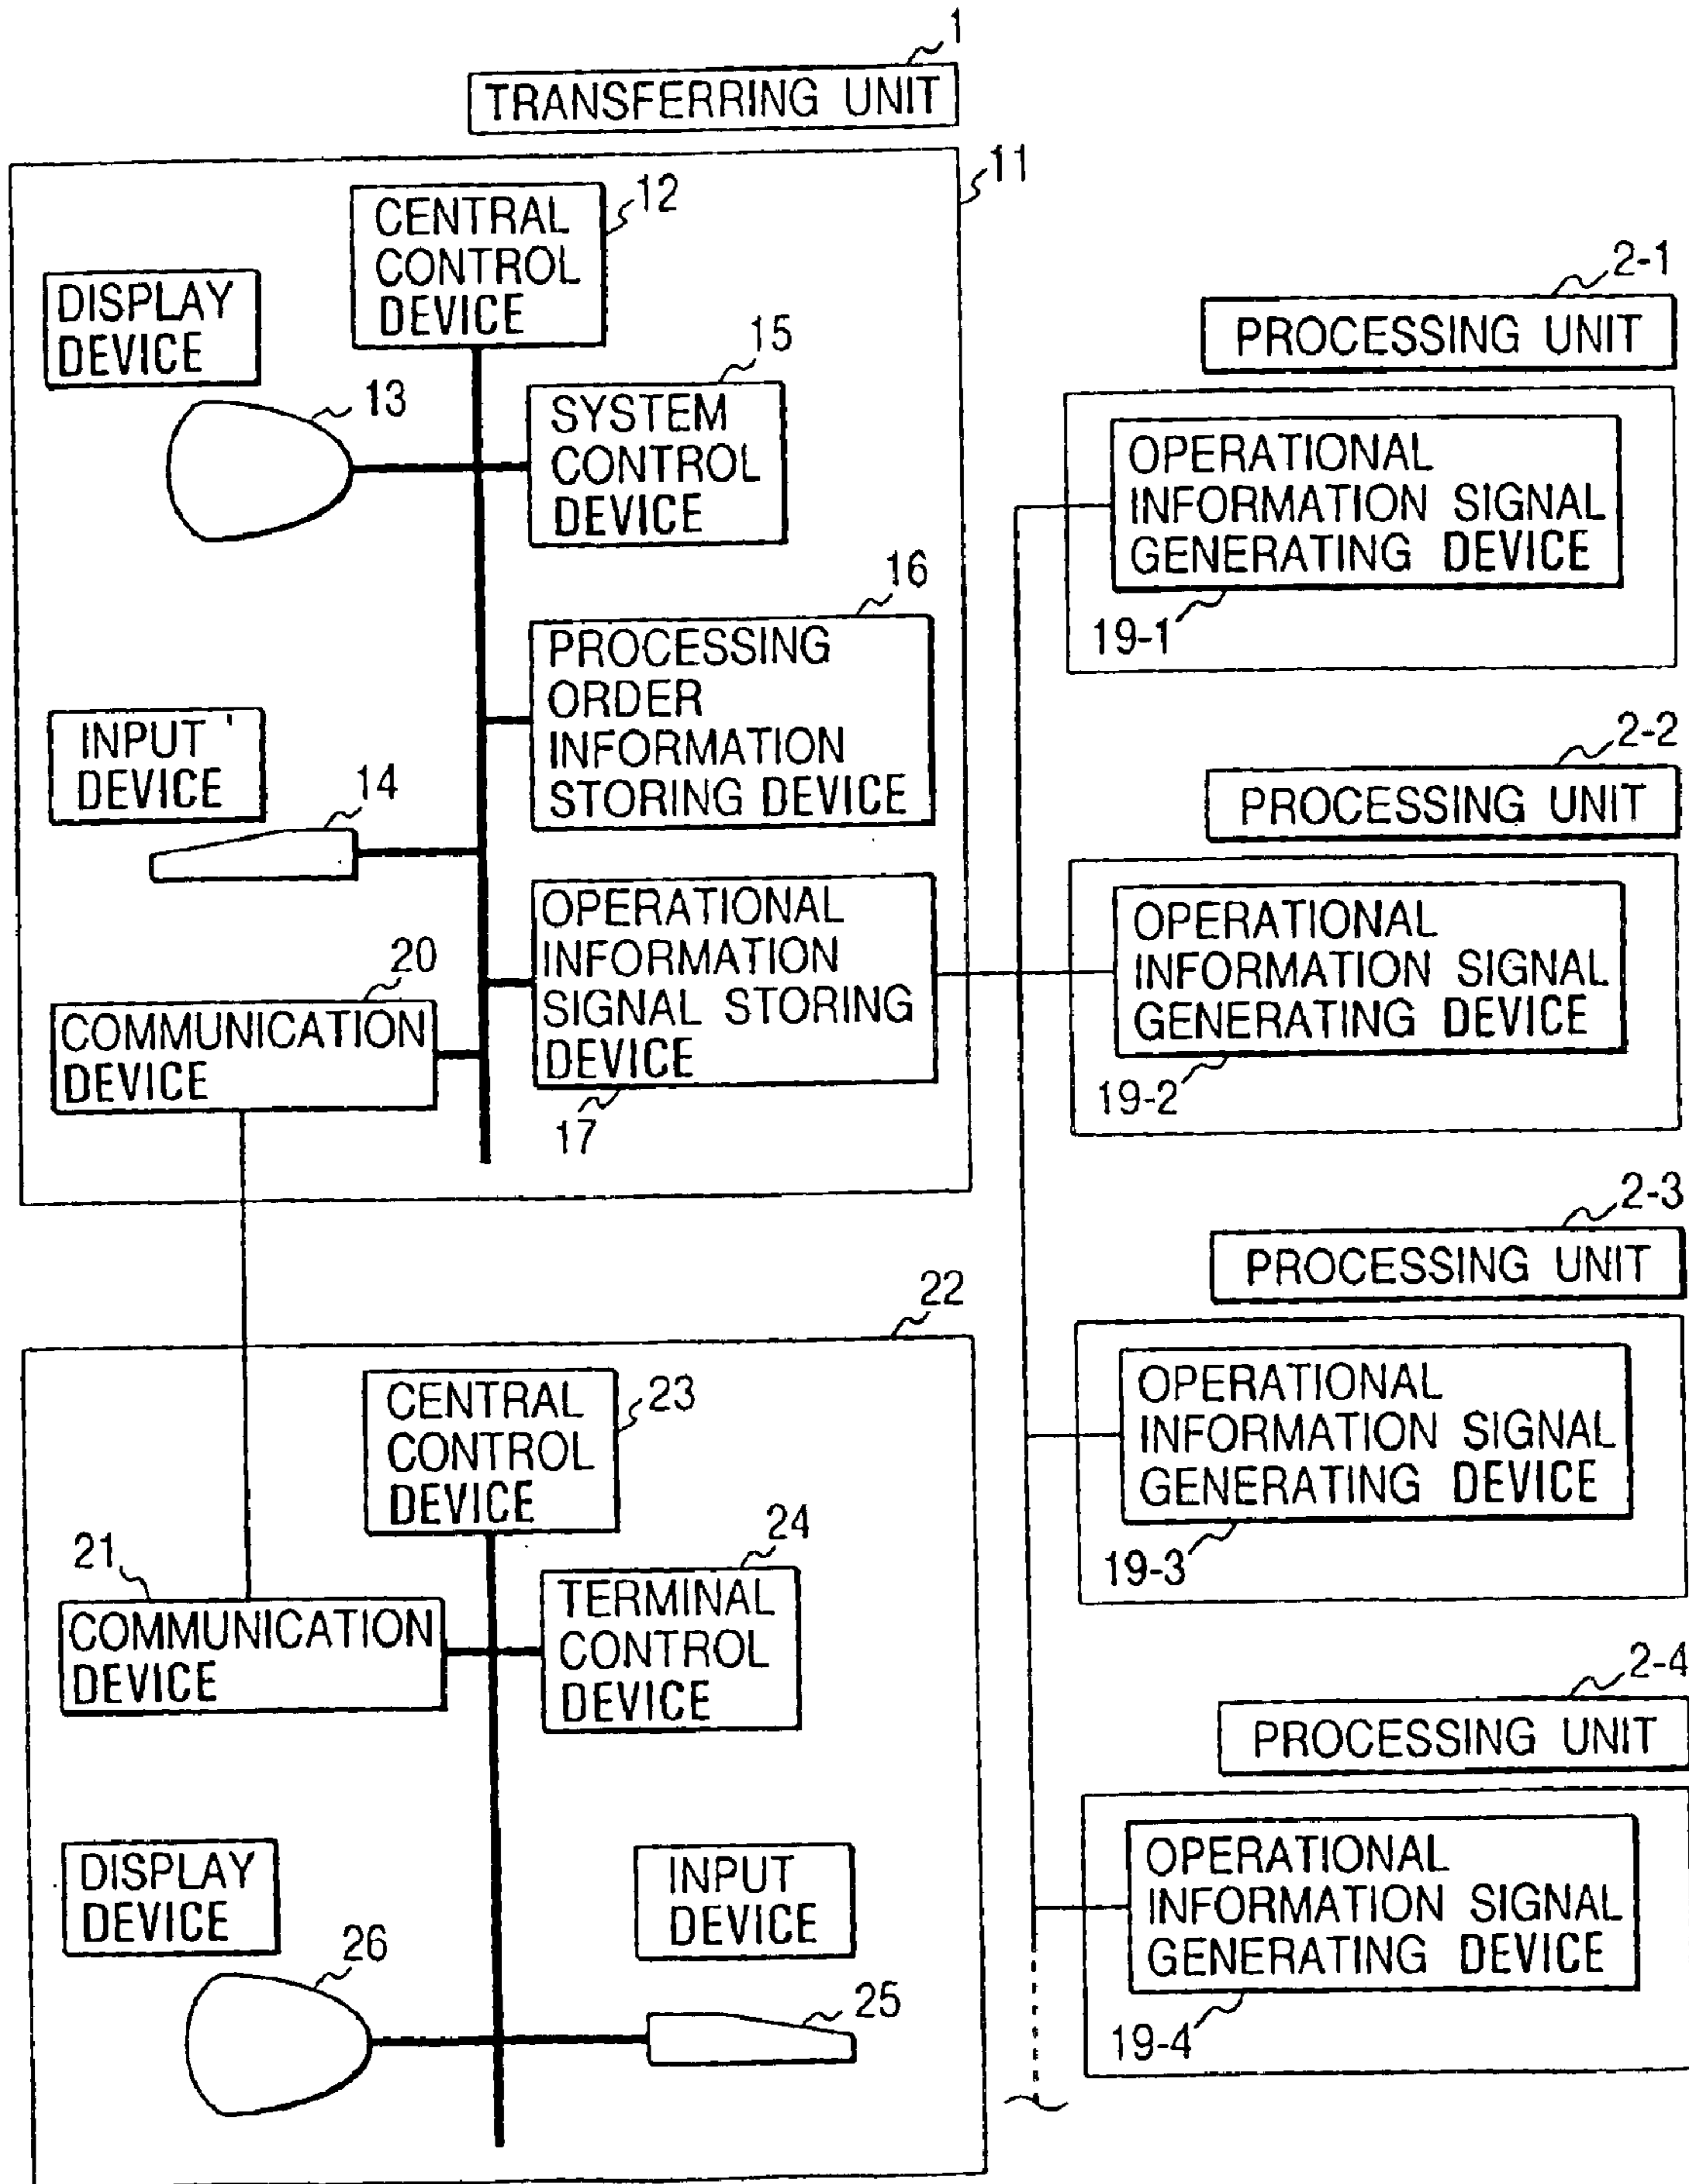 1
TRANSFERRING UNIT
11
CENTRAL
CONTROL
DEVICE
12
DISPLAY
DEVICE
13
15
SYSTEM
CONTROL
DEVICE
16
PROCESSING
ORDER
INFORMATION
STORING DEVICE
INPUT
DEVICE
14
OPERATIONAL
INFORMATION
SIGNAL STORING
DEVICE
17
20
COMMUNICATION
DEVICE
2-1
PROCESSING UNIT
OPERATIONAL
INFORMATION SIGNAL
GENERATING DEVICE
19-1
2-2
PROCESSING UNIT
OPERATIONAL
INFORMATION SIGNAL
GENERATING DEVICE
19-2
2-3
PROCESSING UNIT
OPERATIONAL
INFORMATION SIGNAL
GENERATING DEVICE
19-3
2-4
PROCESSING UNIT
OPERATIONAL
INFORMATION SIGNAL
GENERATING DEVICE
19-4
22
CENTRAL
CONTROL
DEVICE
23
21
COMMUNICATION
DEVICE
24
TERMINAL
CONTROL
DEVICE
DISPLAY
DEVICE
26
INPUT
DEVICE
25